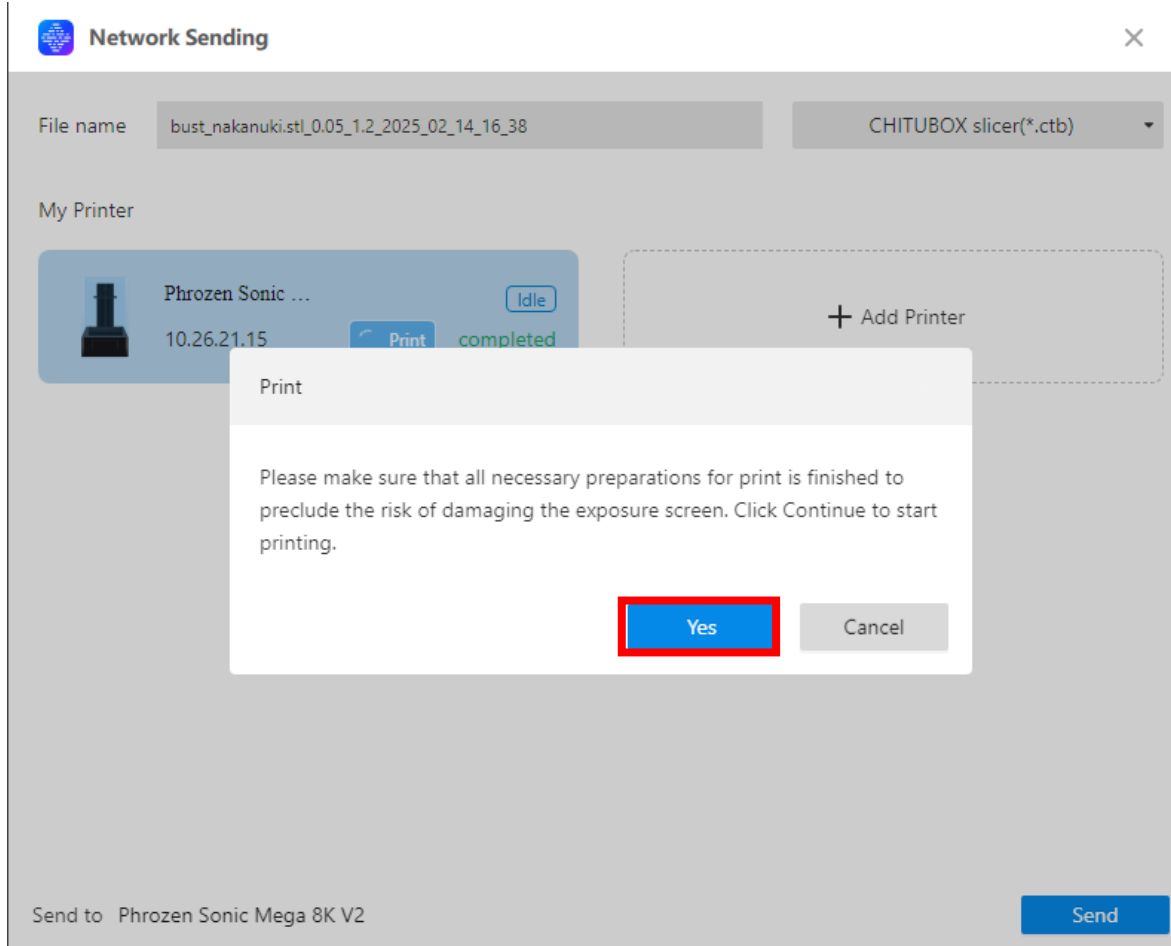 Network Sending
File name
bust_nakanuki.stl_0.05_1.2_2025_02_14_16_38
CHITUBOX slicer(*.ctb)
My Printer
Phrozen Sonic ...
Idle
10.26.21.15
Print
completed
Add Printer
Print
Please make sure that all necessary preparations for print is finished to
preclude the risk of damaging the exposure screen. Click Continue to start
printing.
Yes
Cancel
Send to Phrozen Sonic Mega 8K V2
Send